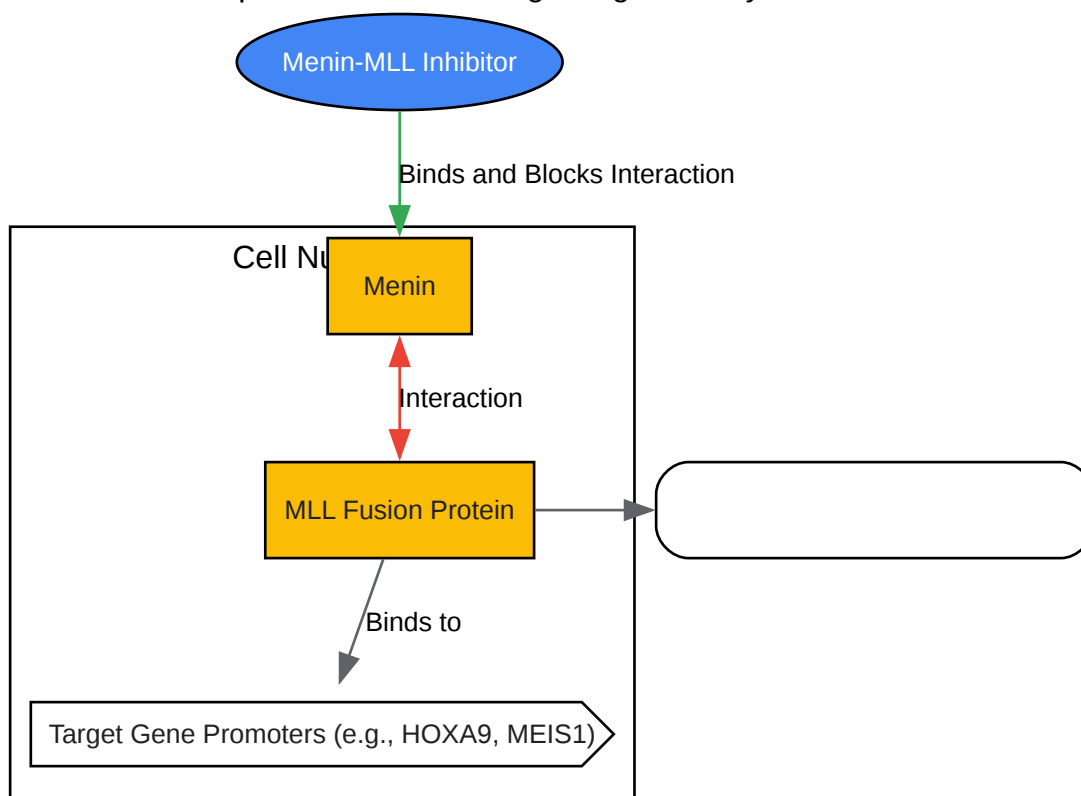 Menin-MLL Inhibitor
Binds and Blocks Interaction
Cell
Menin
Interaction
MLL Fusion Protein
Binds to
Target Gene Promoters (e.g., HOXA9, MEIS1)